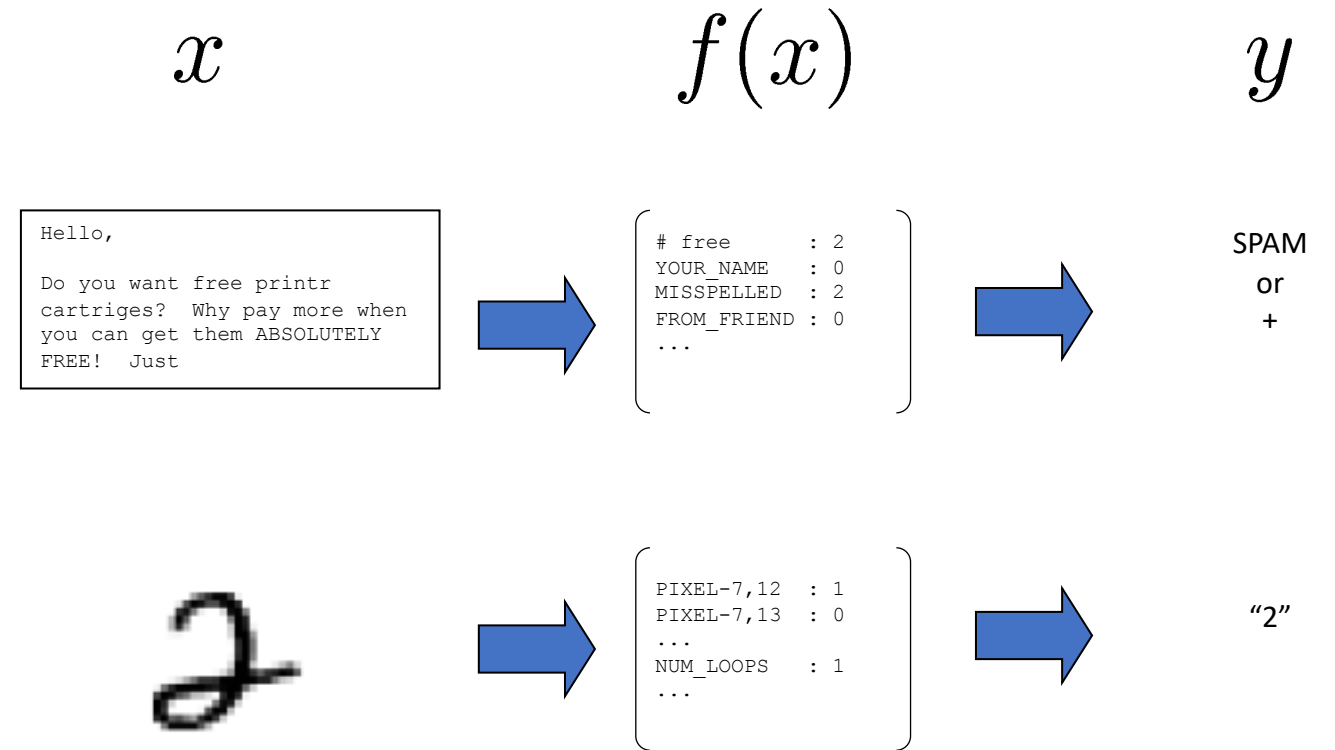 x f(x) y
Hello,
Do you want free printr
cartriges?  Why pay more when
you can get them ABSOLUTELY
FREE!  Just
# free      : 2
YOUR_NAME   : 0
MISSPELLED  : 2
FROM_FRIEND : 0
...
SPAM
or
+
2
PIXEL-7,12  : 1
PIXEL-7,13  : 0
...
NUM_LOOPS   : 1
...
“2”